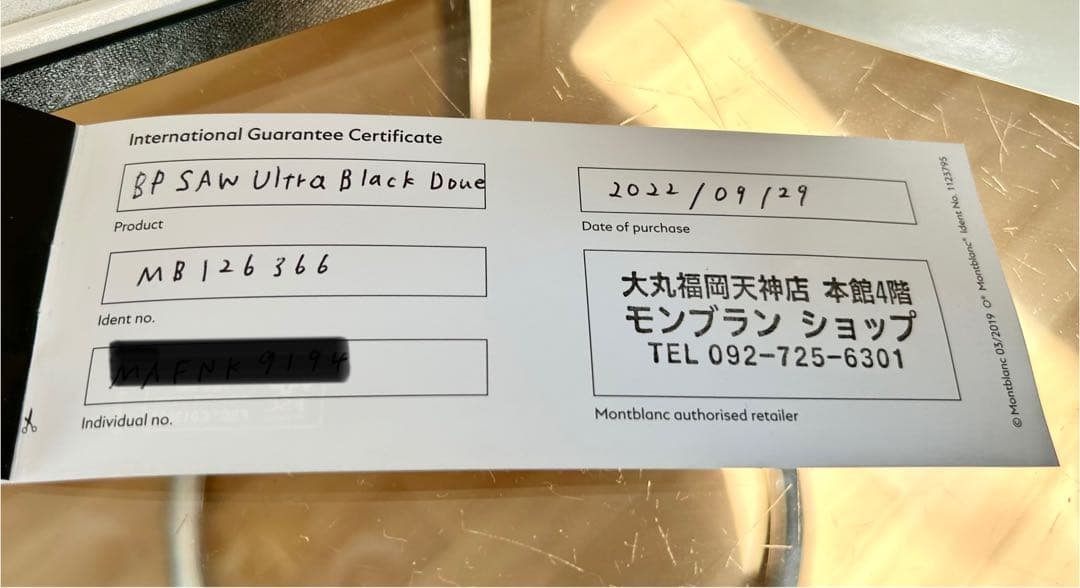 International Guarantee Certificate
BP SAW Ultra Black Doue
Product
MB126366
Ident no.
Individual no.
2022/09/29
Date of purchase
大丸福岡天神店 本館4階
モンブラン ショップ
TEL 092-725-6301
Montblanc authorised retailer
© Montblanc 03/2019 Montblanc® Ident No. 1123795